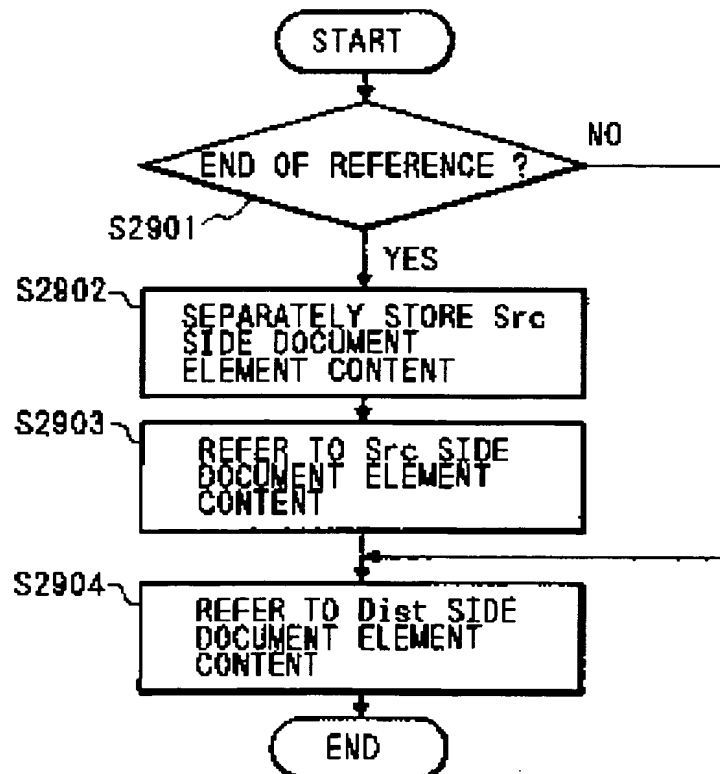 START
NO
END OF REFERENCE ?
S2901
YES
S2902
SEPARATELY STORE Src
SIDE DOCUMENT
ELEMENT CONTENT
S2903
REFER TO Src SIDE
DOCUMENT ELEMENT
CONTENT
S2904
REFER TO Dist SIDE
DOCUMENT ELEMENT
CONTENT
END